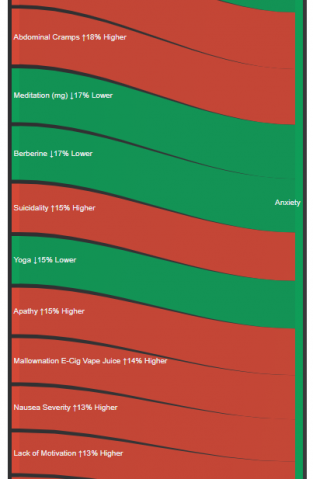 Abdominal Cramps ↑18% Higher
Meditation (mg) ↓17% Lower
Berberine ↓17% Lower
Anxiety
Suicidality ↑15% Higher
Yoga ↓15% Lower
Apathy ↑15% Higher
Mallownation E-Cig Vape Juice ↑14% Higher
Nausea Severity ↑13% Higher
Lack of Motivation ↑13% Higher